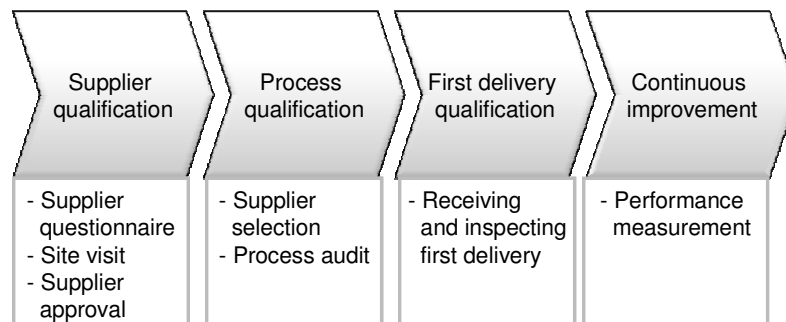 Supplier
qualification
Process
qualification
First delivery
qualification
Continuous
improvement
- Supplier
questionnaire
- Site visit
- Supplier
approval
- Supplier
selection
- Process audit
- Receiving
and inspecting
first delivery
- Performance
measurement